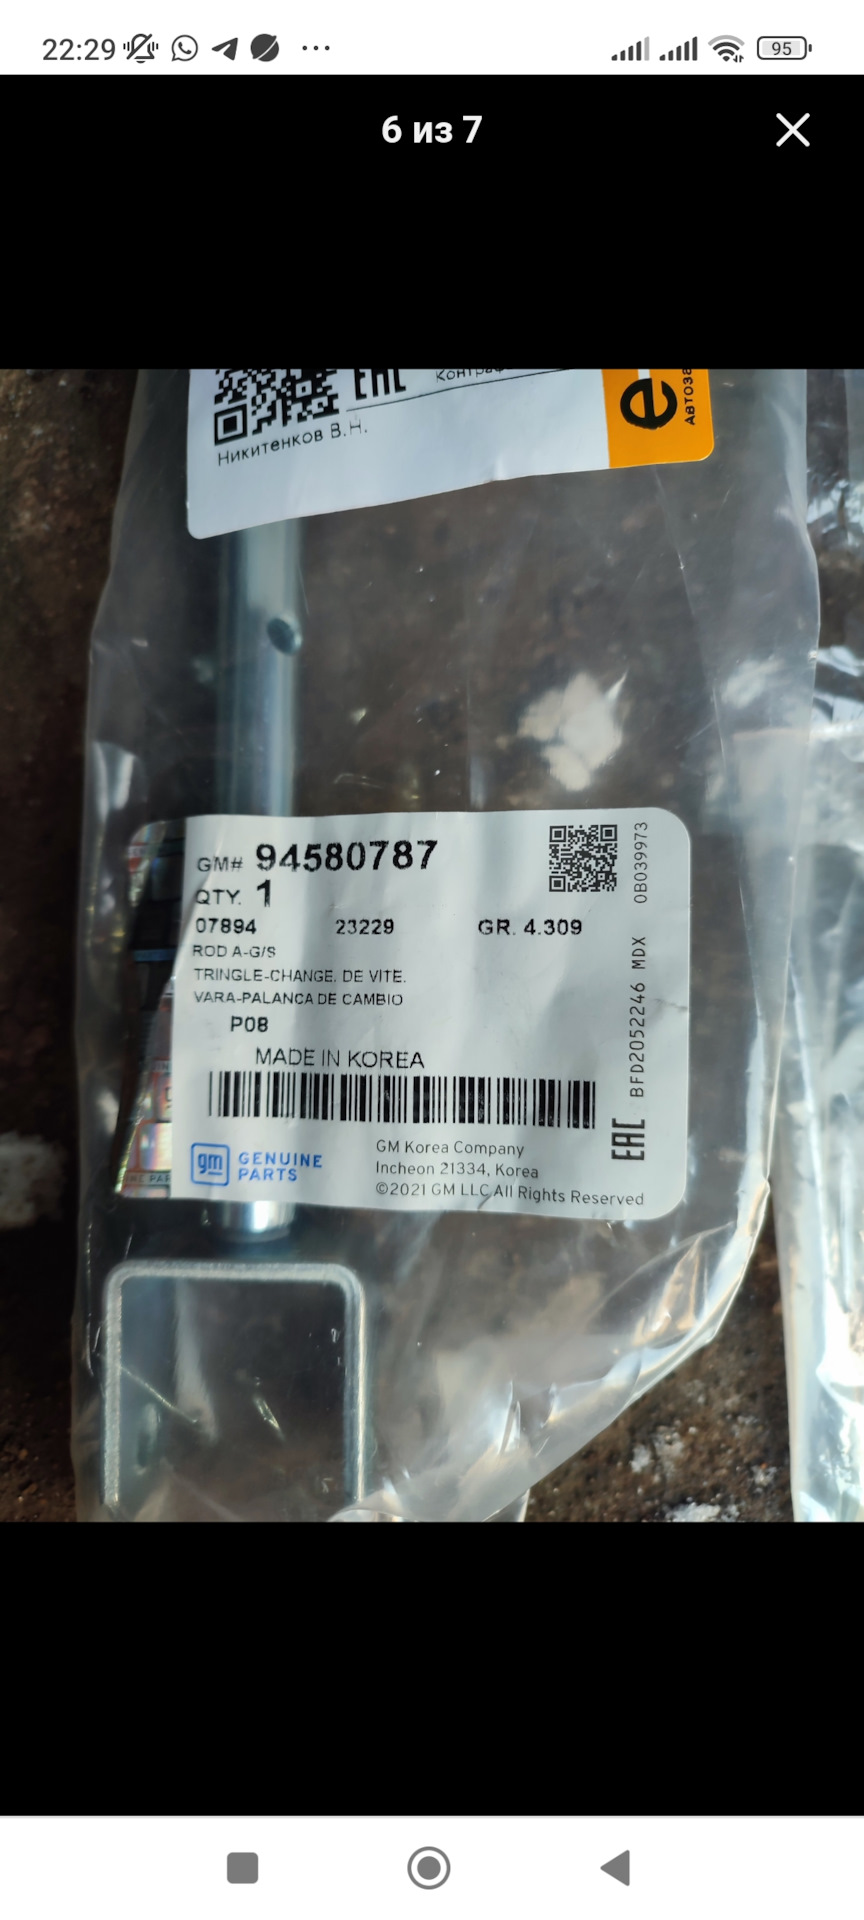 22:29
95
6 из 7
EAC
Никитенков В.Н.
e
GM# 94580787
QTY. 1
07894 23229 GR. 4.309
ROD A-G/S
TRINGLE-CHANGE. DE VITE.
VARA-PALANCA DE CAMBIO
P08
MADE IN KOREA
gm GENUINE
PARTS
GM Korea Company
Incheon 21334, Korea
©2021 GM LLC All Rights Reserved
EAC BFD2052246 MDX 0B039973